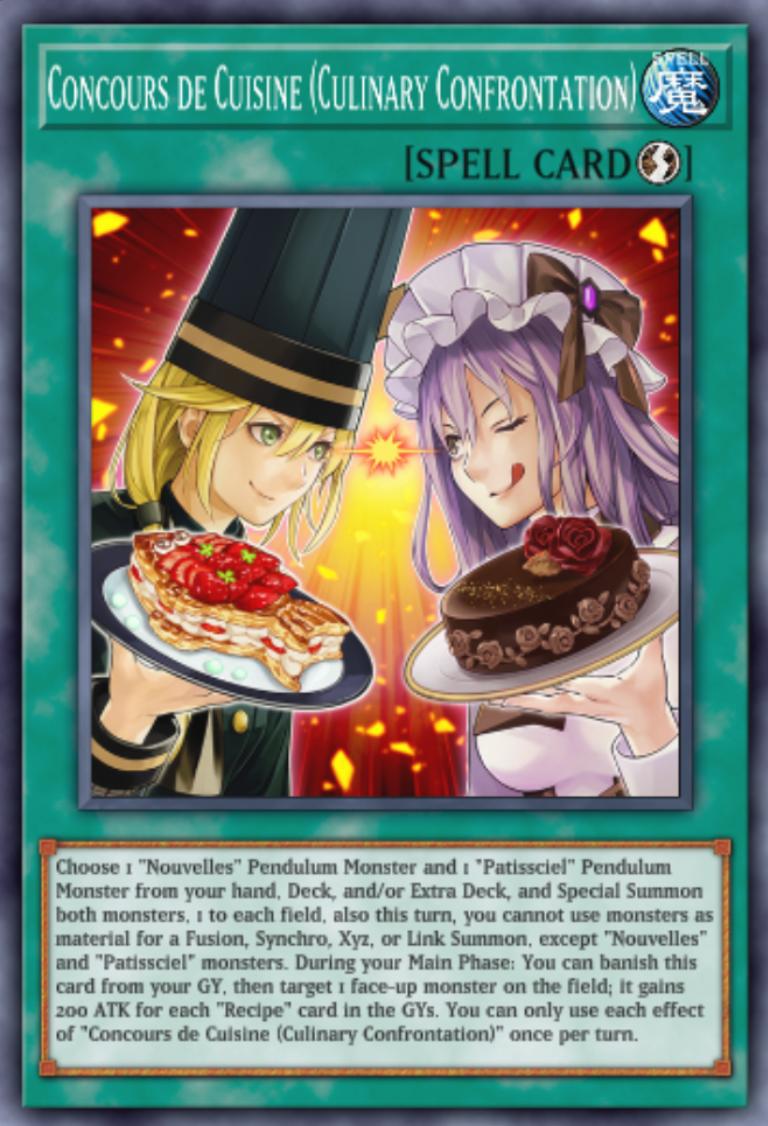 CONCOURS DE CUISINE (CULINARY CONFRONTATION)
SPELL
魔
[SPELL CARD]
Choose 1 "Nouvelles" Pendulum Monster and 1 "Patissciel" Pendulum
Monster from your hand, Deck, and/or Extra Deck, and Special Summon
both monsters, 1 to each field, also this turn, you cannot use monsters as
material for a Fusion, Synchro, Xyz, or Link Summon, except "Nouvelles"
and "Patissciel" monsters. During your Main Phase: You can banish this
card from your GY, then target 1 face-up monster on the field; it gains
200 ATK for each "Recipe" card in the GYs. You can only use each effect
of "Concours de Cuisine (Culinary Confrontation)" once per turn.